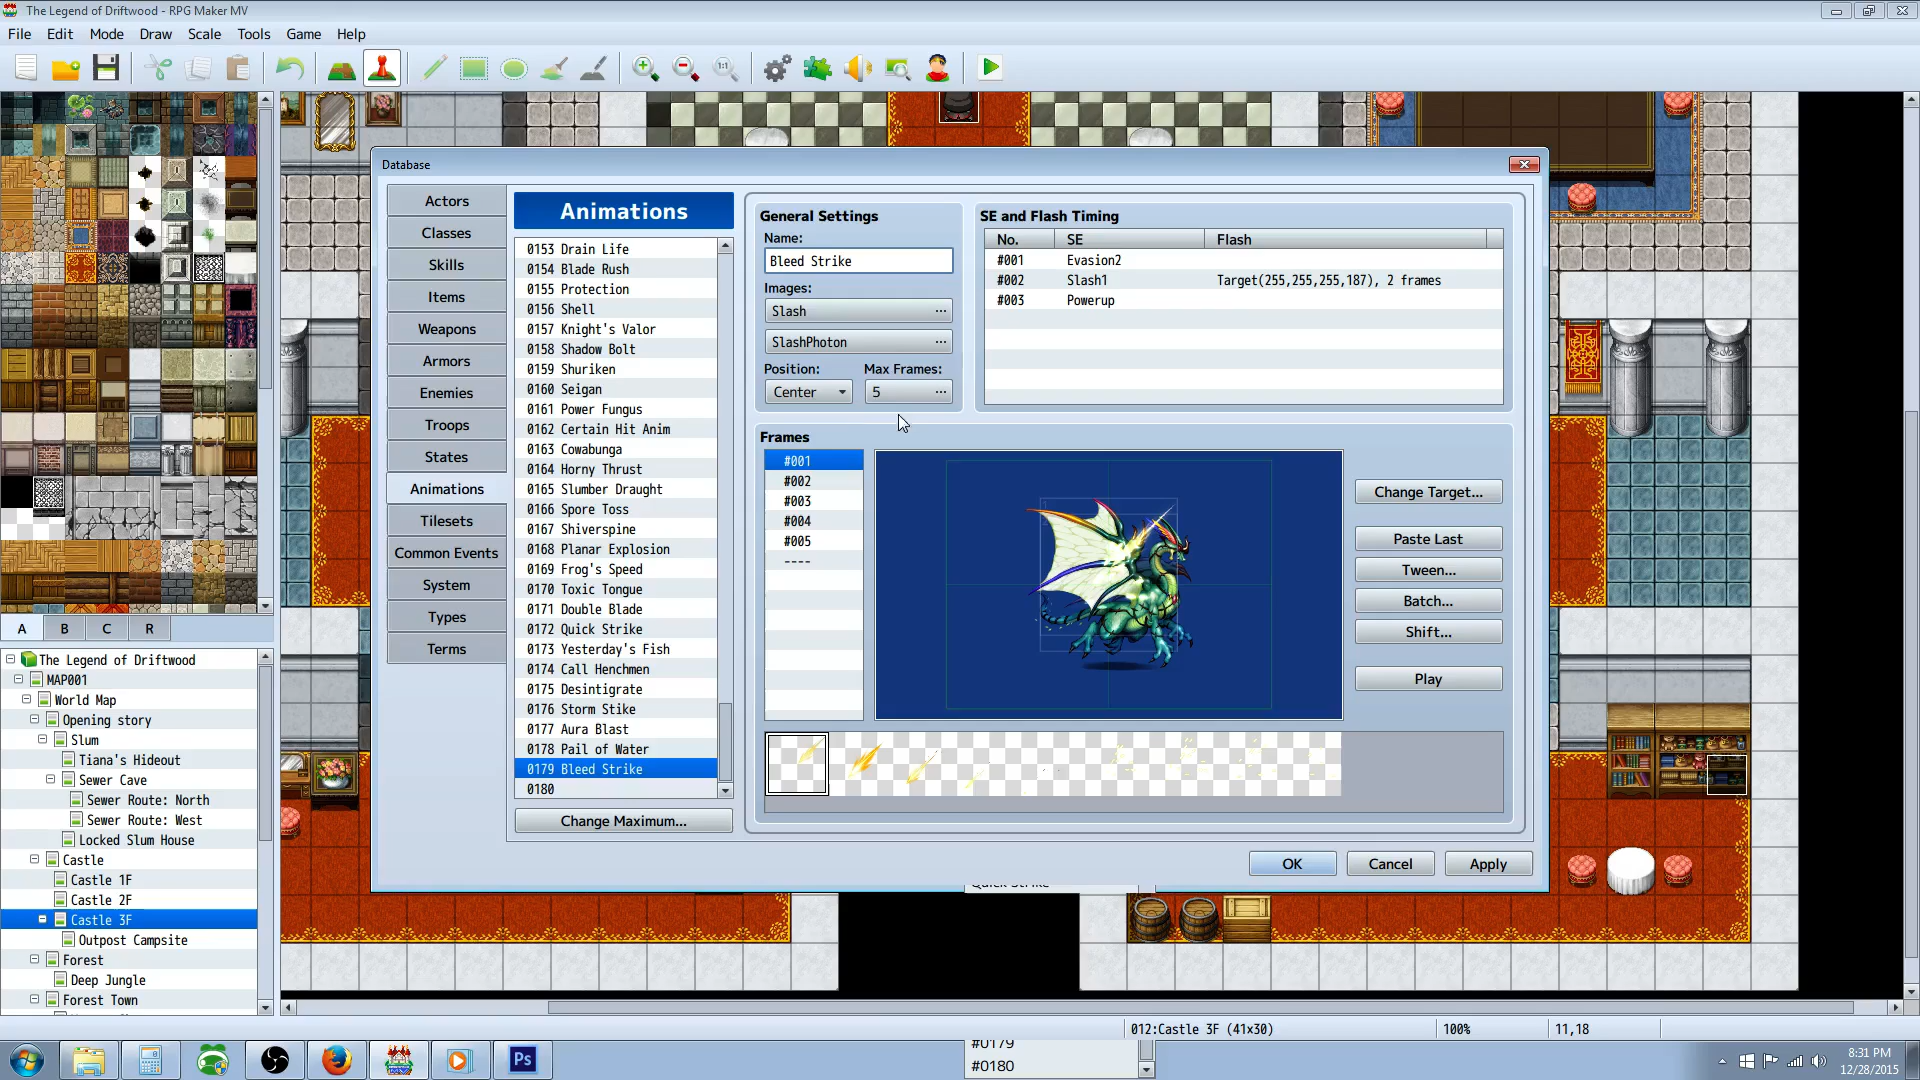 The Legend of Driftwood - RPG Maker MV
File Edit Mode Draw Scale Tools Game Help
1:1
Database
Actors
Classes
Skills
Items
Weapons
Armors
Enemies
Troops
States
Animations
Tilesets
Common Events
System
Types
Terms
Animations
0153 Drain Life
0154 Blade Rush
0155 Protection
0156 Shell
0157 Knight's Valor
0158 Shadow Bolt
0159 Shuriken
0160 Seigan
0161 Power Fungus
0162 Certain Hit Anim
0163 Cowabunga
0164 Horny Thrust
0165 Slumber Draught
0166 Spore Toss
0167 Shiverspine
0168 Planar Explosion
0169 Frog's Speed
0170 Toxic Tongue
0171 Double Blade
0172 Quick Strike
0173 Yesterday's Fish
0174 Call Henchmen
0175 Desintigrate
0176 Storm Stike
0177 Aura Blast
0178 Pail of Water
0179 Bleed Strike
0180
Change Maximum...
General Settings
Name:
Bleed Strike
Images:
Slash ...
SlashPhoton ...
Position: Max Frames:
Center 5 ...
SE and Flash Timing
No. SE Flash
#001 Evasion2
#002 Slash1 Target(255,255,255,187), 2 frames
#003 Powerup
Frames
#001
#002
#003
#004
#005
----
Change Target...
Paste Last
Tween...
Batch...
Shift...
Play
OK Cancel Apply
A B C R
The Legend of Driftwood
MAP001
World Map
Opening story
Slum
Tiana's Hideout
Sewer Cave
Sewer Route: North
Sewer Route: West
Locked Slum House
Castle
Castle 1F
Castle 2F
Castle 3F
Outpost Campsite
Forest
Deep Jungle
Forest Town
Quick Strike
012:Castle 3F (41x30) 100% 11,18
#0179
#0180
Ps
8:31 PM
12/28/2015